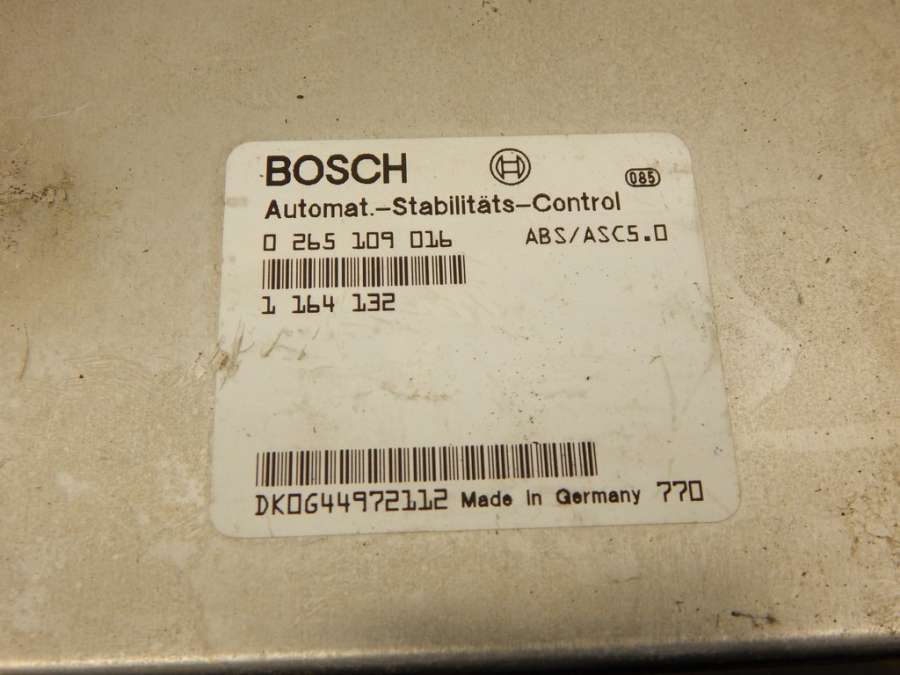 BOSCH
085
Automat.-Stabilitäts-Control
0 265 109 016 ABS/ASC5.0
1 164 132
DK0G44972112 Made in Germany 770